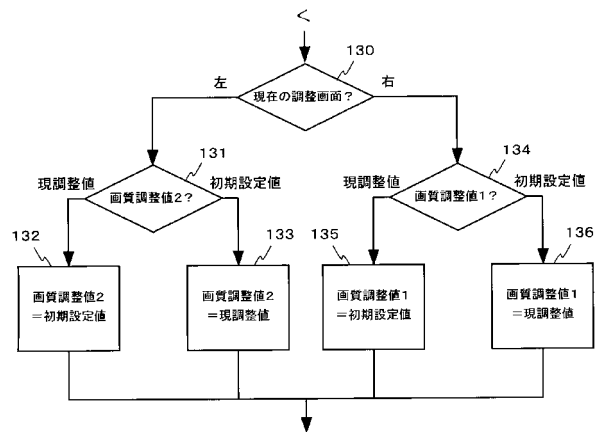 く
130
現在の調整画面?
左
右
131
134
現調整値
画質調整値2?
初期設定値
現調整値
画質調整値1?
初期設定値
132
133
135
136
画質調整値2
=初期設定値
画質調整値2
=現調整値
画質調整値1
=初期設定値
画質調整値1
=現調整値